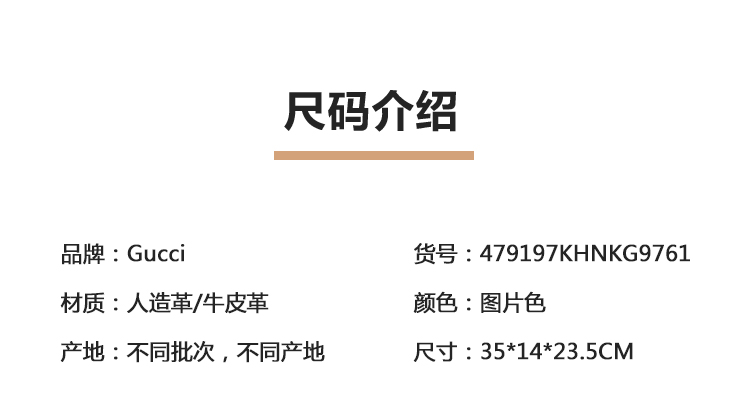 尺码介绍
品牌：Gucci
货号：479197KHNKG9761
材质：人造革/牛皮革
颜色：图片色
产地：不同批次，不同产地
尺寸：35*14*23.5CM